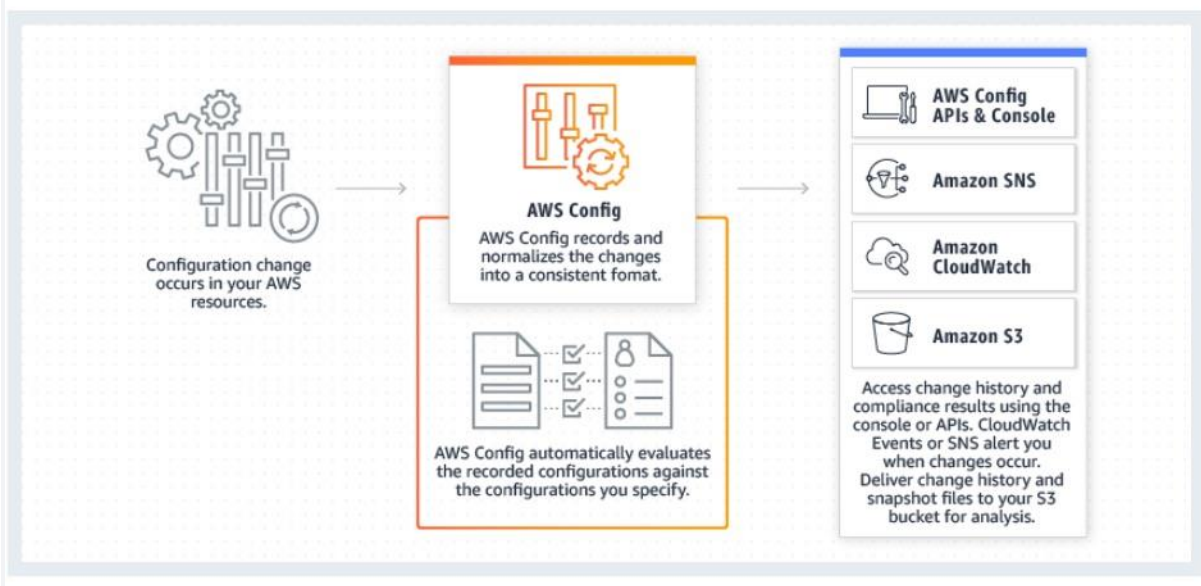 Configuration change
occurs in your AWS
resources.
AWS Config
AWS Config records and
normalizes the changes
into a consistent fomat.
AWS Config automatically evaluates
the recorded configurations against
the configurations you specify.
AWS Config
APIs & Console
Amazon SNS
Amazon
CloudWatch
Amazon S3
Access change history and
compliance results using the
console or APIs. CloudWatch
Events or SNS alert you
when changes occur.
Deliver change history and
snapshot files to your S3
bucket for analysis.